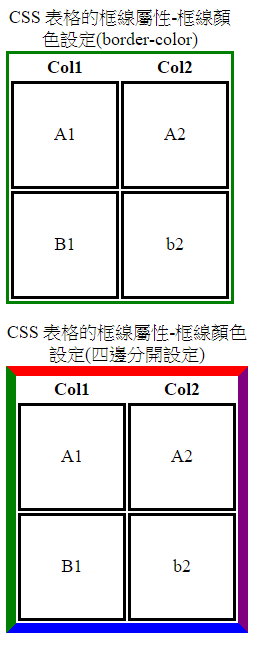 CSS 表格的框線屬性-框線顏
色設定(border-color)
Col1 Col2
A1 A2
B1 b2
CSS 表格的框線屬性-框線顏色
設定(四邊分開設定)
Col1 Col2
A1 A2
B1 b2